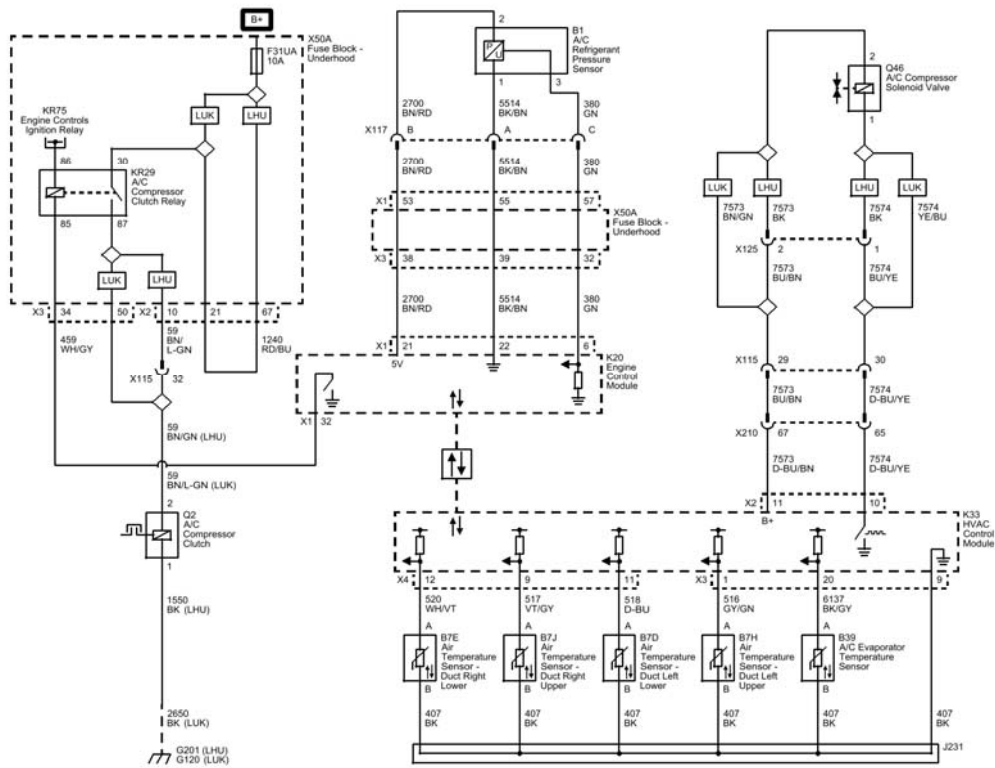 B+
X50A
Fuse Block -
Underhood
F31UA
10A
LUK
LHU
KR75
Engine Controls
Ignition Relay
86
30
KR29
A/C
Compressor
Clutch Relay
85
87
LUK
LHU
X3
34
50
X2
10
21
67
459
WH/GY
59
BN/
L-GN
1240
RD/BU
X115
32
59
BN/GN (LHU)
59
BN/L-GN (LUK)
2
Q2
A/C
Compressor
Clutch
1
1550
BK (LHU)
2650
BK (LUK)
G201 (LHU)
G120 (LUK)
2
B1
A/C
Refrigerant
Pressure
Sensor
P
U
1
3
2700
BN/RD
5514
BK/BN
380
GN
X117
B
A
C
2700
BN/RD
5514
BK/BN
380
GN
X1
53
55
57
X50A
Fuse Block -
Underhood
X3
38
39
32
2700
BN/RD
5514
BK/BN
380
GN
X1
21
22
6
5V
K20
Engine
Control
Module
X1
32
2
Q46
A/C Compressor
Solenoid Valve
1
LUK
LHU
LHU
LUK
7573
BN/GN
7573
BK
7574
BK
7574
YE/BU
X125
2
1
7573
BU/BN
7574
BU/YE
X115
29
30
7573
BU/BN
7574
D-BU/YE
X210
67
65
7573
D-BU/BN
7574
D-BU/YE
X2
11
10
B+
K33
HVAC
Control
Module
X4
12
9
11
X3
1
20
9
520
WH/VT
517
VT/GY
518
D-BU
516
GY/GN
6137
BK/GY
A
A
A
A
A
B7E
Air
Temperature
Sensor -
Duct Right
Lower
B7J
Air
Temperature
Sensor -
Duct Right
Upper
B7D
Air
Temperature
Sensor -
Duct Left
Lower
B7H
Air
Temperature
Sensor -
Duct Left
Upper
B39
A/C Evaporator
Temperature
Sensor
B
B
B
B
B
407
BK
407
BK
407
BK
407
BK
407
BK
407
BK
J231